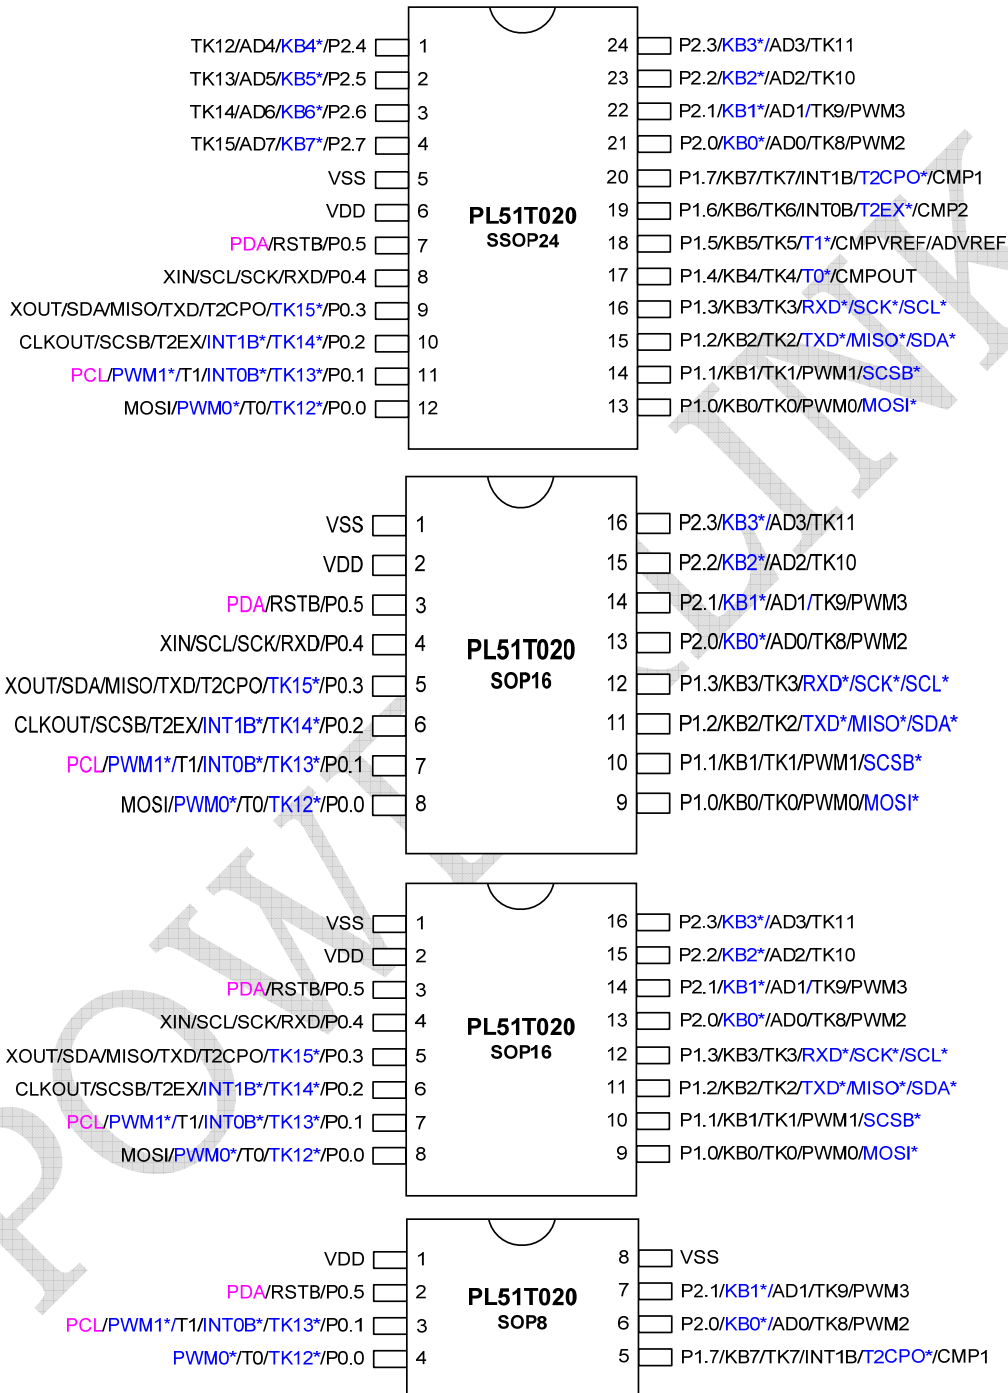 TK12/AD4/KB4*/P2.4 1 24 P2.3/KB3*/AD3/TK11
TK13/AD5/KB5*/P2.5 2 23 P2.2/KB2*/AD2/TK10
TK14/AD6/KB6*/P2.6 3 22 P2.1/KB1*/AD1/TK9/PWM3
TK15/AD7/KB7*/P2.7 4 21 P2.0/KB0*/AD0/TK8/PWM2
VSS 5 20 P1.7/KB7/TK7/INT1B/T2CPO*/CMP1
VDD 6 PL51T020 19 P1.6/KB6/TK6/INT0B/T2EX*/CMP2
PDA/RSTB/P0.5 7 SSOP24 18 P1.5/KB5/TK5/T1*/CMPVREF/ADVREF
XIN/SCL/SCK/RXD/P0.4 8 17 P1.4/KB4/TK4/T0*/CMPOUT
XOUT/SDA/MISO/TXD/T2CPO/TK15*/P0.3 9 16 P1.3/KB3/TK3/RXD*/SCK*/SCL*
CLKOUT/SCSB/T2EX/INT1B*/TK14*/P0.2 10 15 P1.2/KB2/TK2/TXD*/MISO*/SDA*
PCL/PWM1*/T1/INT0B*/TK13*/P0.1 11 14 P1.1/KB1/TK1/PWM1/SCSB*
MOSI/PWM0*/T0/TK12*/P0.0 12 13 P1.0/KB0/TK0/PWM0/MOSI*
VSS 1 16 P2.3/KB3*/AD3/TK11
VDD 2 15 P2.2/KB2*/AD2/TK10
PDA/RSTB/P0.5 3 14 P2.1/KB1*/AD1/TK9/PWM3
XIN/SCL/SCK/RXD/P0.4 4 PL51T020 13 P2.0/KB0*/AD0/TK8/PWM2
XOUT/SDA/MISO/TXD/T2CPO/TK15*/P0.3 5 SOP16 12 P1.3/KB3/TK3/RXD*/SCK*/SCL*
CLKOUT/SCSB/T2EX/INT1B*/TK14*/P0.2 6 11 P1.2/KB2/TK2/TXD*/MISO*/SDA*
PCL/PWM1*/T1/INT0B*/TK13*/P0.1 7 10 P1.1/KB1/TK1/PWM1/SCSB*
MOSI/PWM0*/T0/TK12*/P0.0 8 9 P1.0/KB0/TK0/PWM0/MOSI*
VSS 1 16 P2.3/KB3*/AD3/TK11
VDD 2 15 P2.2/KB2*/AD2/TK10
PDA/RSTB/P0.5 3 14 P2.1/KB1*/AD1/TK9/PWM3
XIN/SCL/SCK/RXD/P0.4 4 PL51T020 13 P2.0/KB0*/AD0/TK8/PWM2
XOUT/SDA/MISO/TXD/T2CPO/TK15*/P0.3 5 SOP16 12 P1.3/KB3/TK3/RXD*/SCK*/SCL*
CLKOUT/SCSB/T2EX/INT1B*/TK14*/P0.2 6 11 P1.2/KB2/TK2/TXD*/MISO*/SDA*
PCL/PWM1*/T1/INT0B*/TK13*/P0.1 7 10 P1.1/KB1/TK1/PWM1/SCSB*
MOSI/PWM0*/T0/TK12*/P0.0 8 9 P1.0/KB0/TK0/PWM0/MOSI*
VDD 1 8 VSS
PDA/RSTB/P0.5 2 PL51T020 7 P2.1/KB1*/AD1/TK9/PWM3
PCL/PWM1*/T1/INT0B*/TK13*/P0.1 3 SOP8 6 P2.0/KB0*/AD0/TK8/PWM2
PWM0*/T0/TK12*/P0.0 4 5 P1.7/KB7/TK7/INT1B/T2CPO*/CMP1